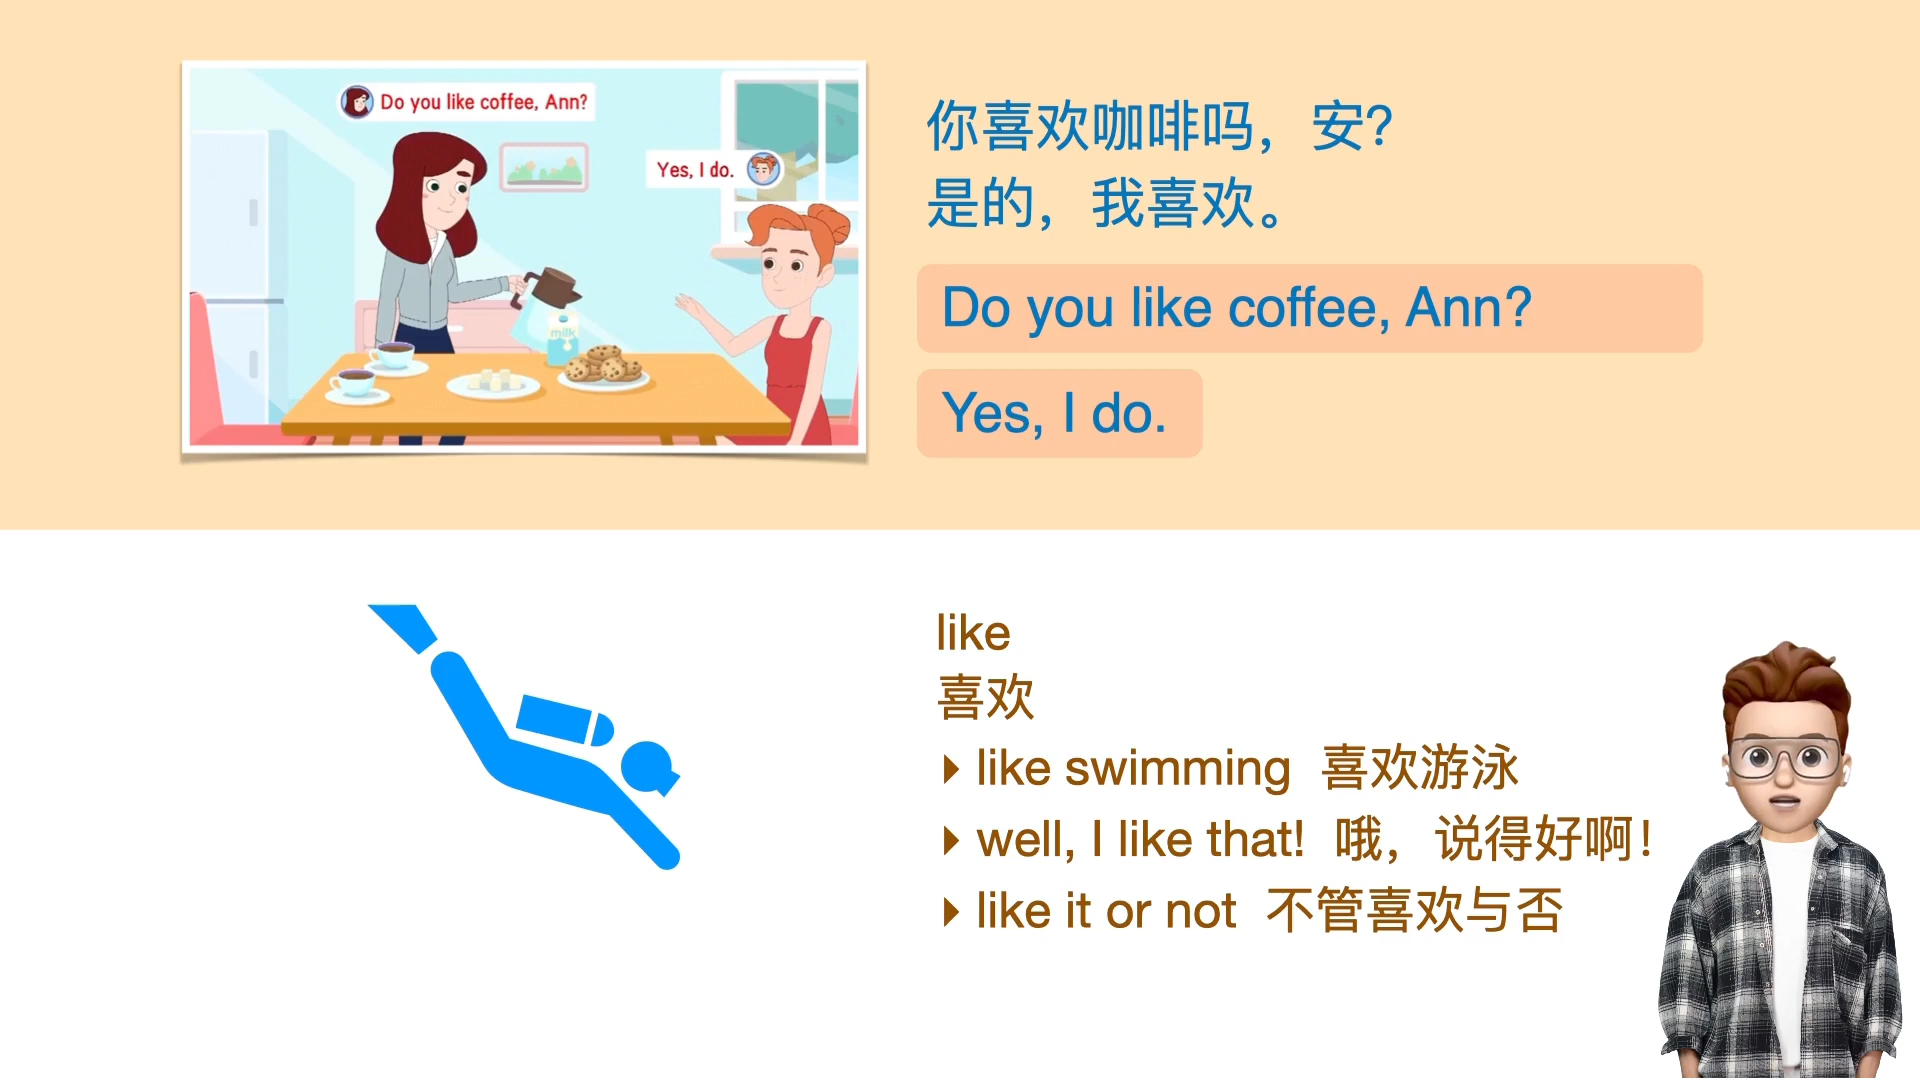 Do you like coffee, Ann?
Yes, I do.
milk
你喜欢咖啡吗，安？
是的，我喜欢。
Do you like coffee, Ann?
Yes, I do.
like
喜欢
like swimming 喜欢游泳
well, I like that! 哦，说得好啊！
like it or not 不管喜欢与否